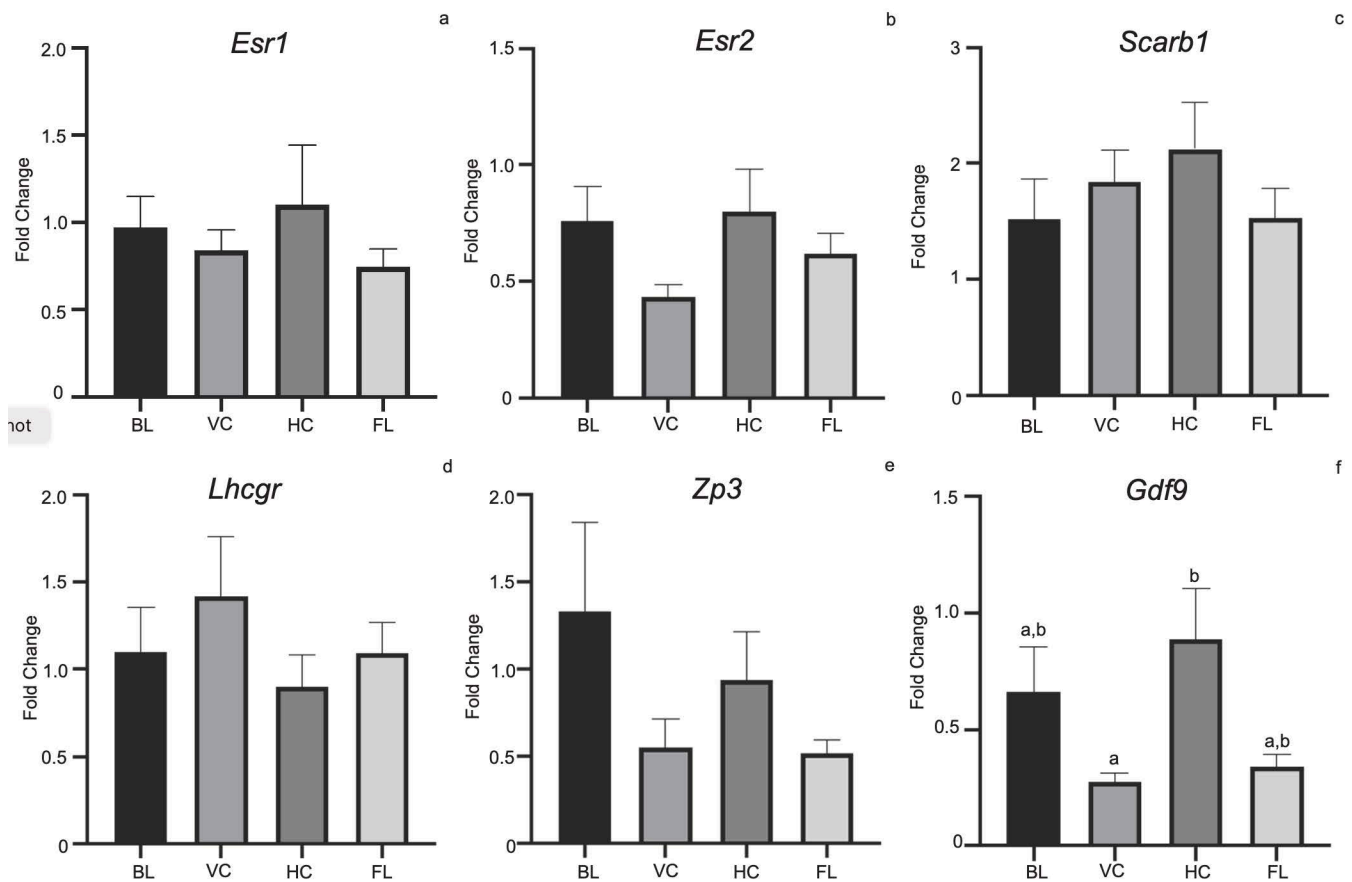 a
Esr1
2.0
1.5
1.0
0.5
0
Fold Change
BL VC HC FL
b
Esr2
1.5
1.0
0.5
0
Fold Change
BL VC HC FL
c
Scarb1
3
2
1
0
Fold Change
BL VC HC FL
not
d
Lhcgr
2.0
1.5
1.0
0.5
0
Fold Change
BL VC HC FL
e
Zp3
2.0
1.5
1.0
0.5
0
Fold Change
BL VC HC FL
f
Gdf9
1.5
1.0
0.5
0
Fold Change
a,b a b a,b
BL VC HC FL